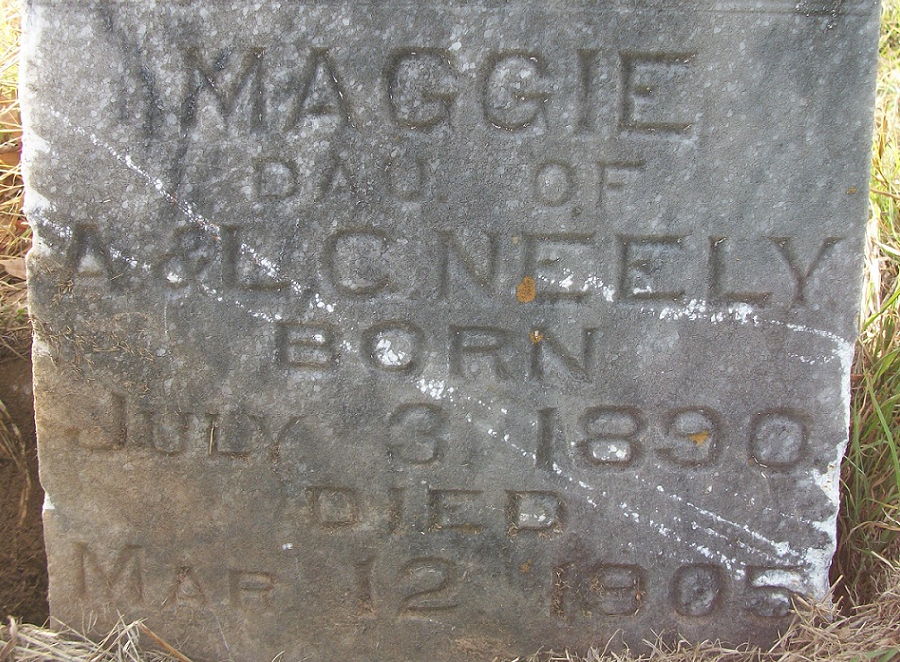 MAGGIE
DAU. OF
A. & L. C. NEELY
BORN
JULY 3, 1890
DIED
MAR. 12 1905